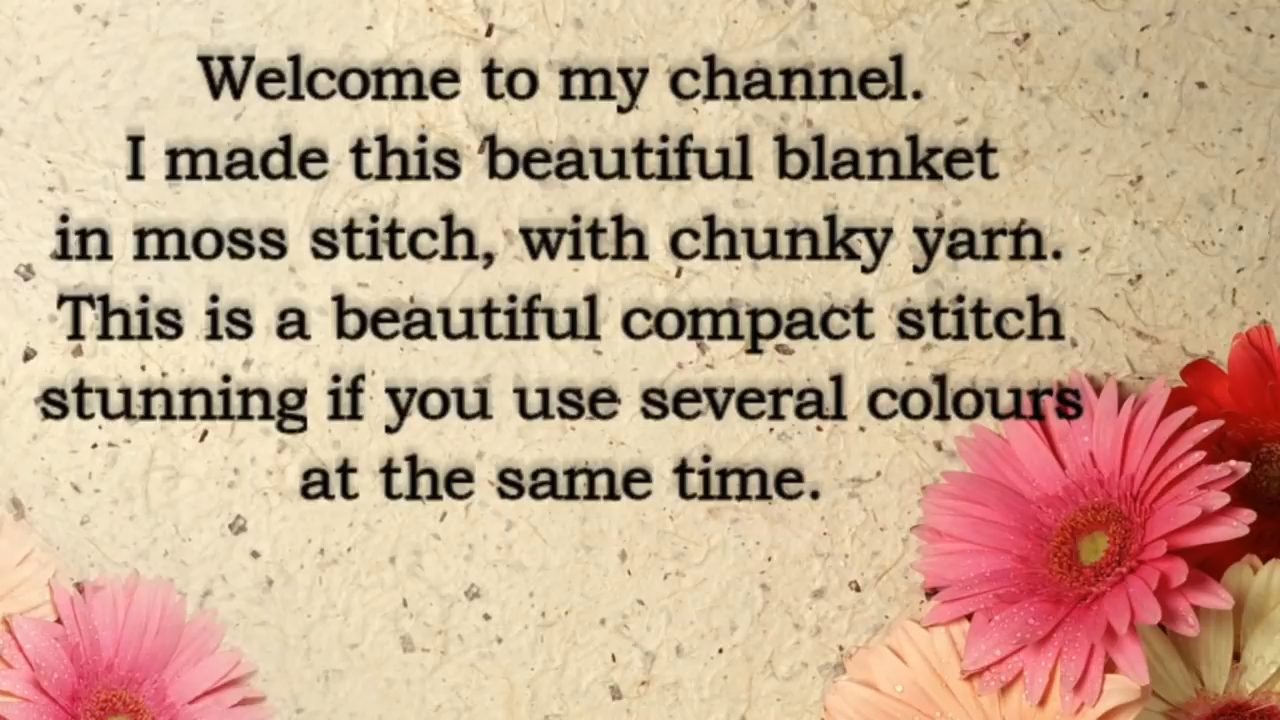 Welcome to my channel.
I made this beautiful blanket
in moss stitch, with chunky yarn.
This is a beautiful compact stitch
stunning if you use several colours
at the same time.